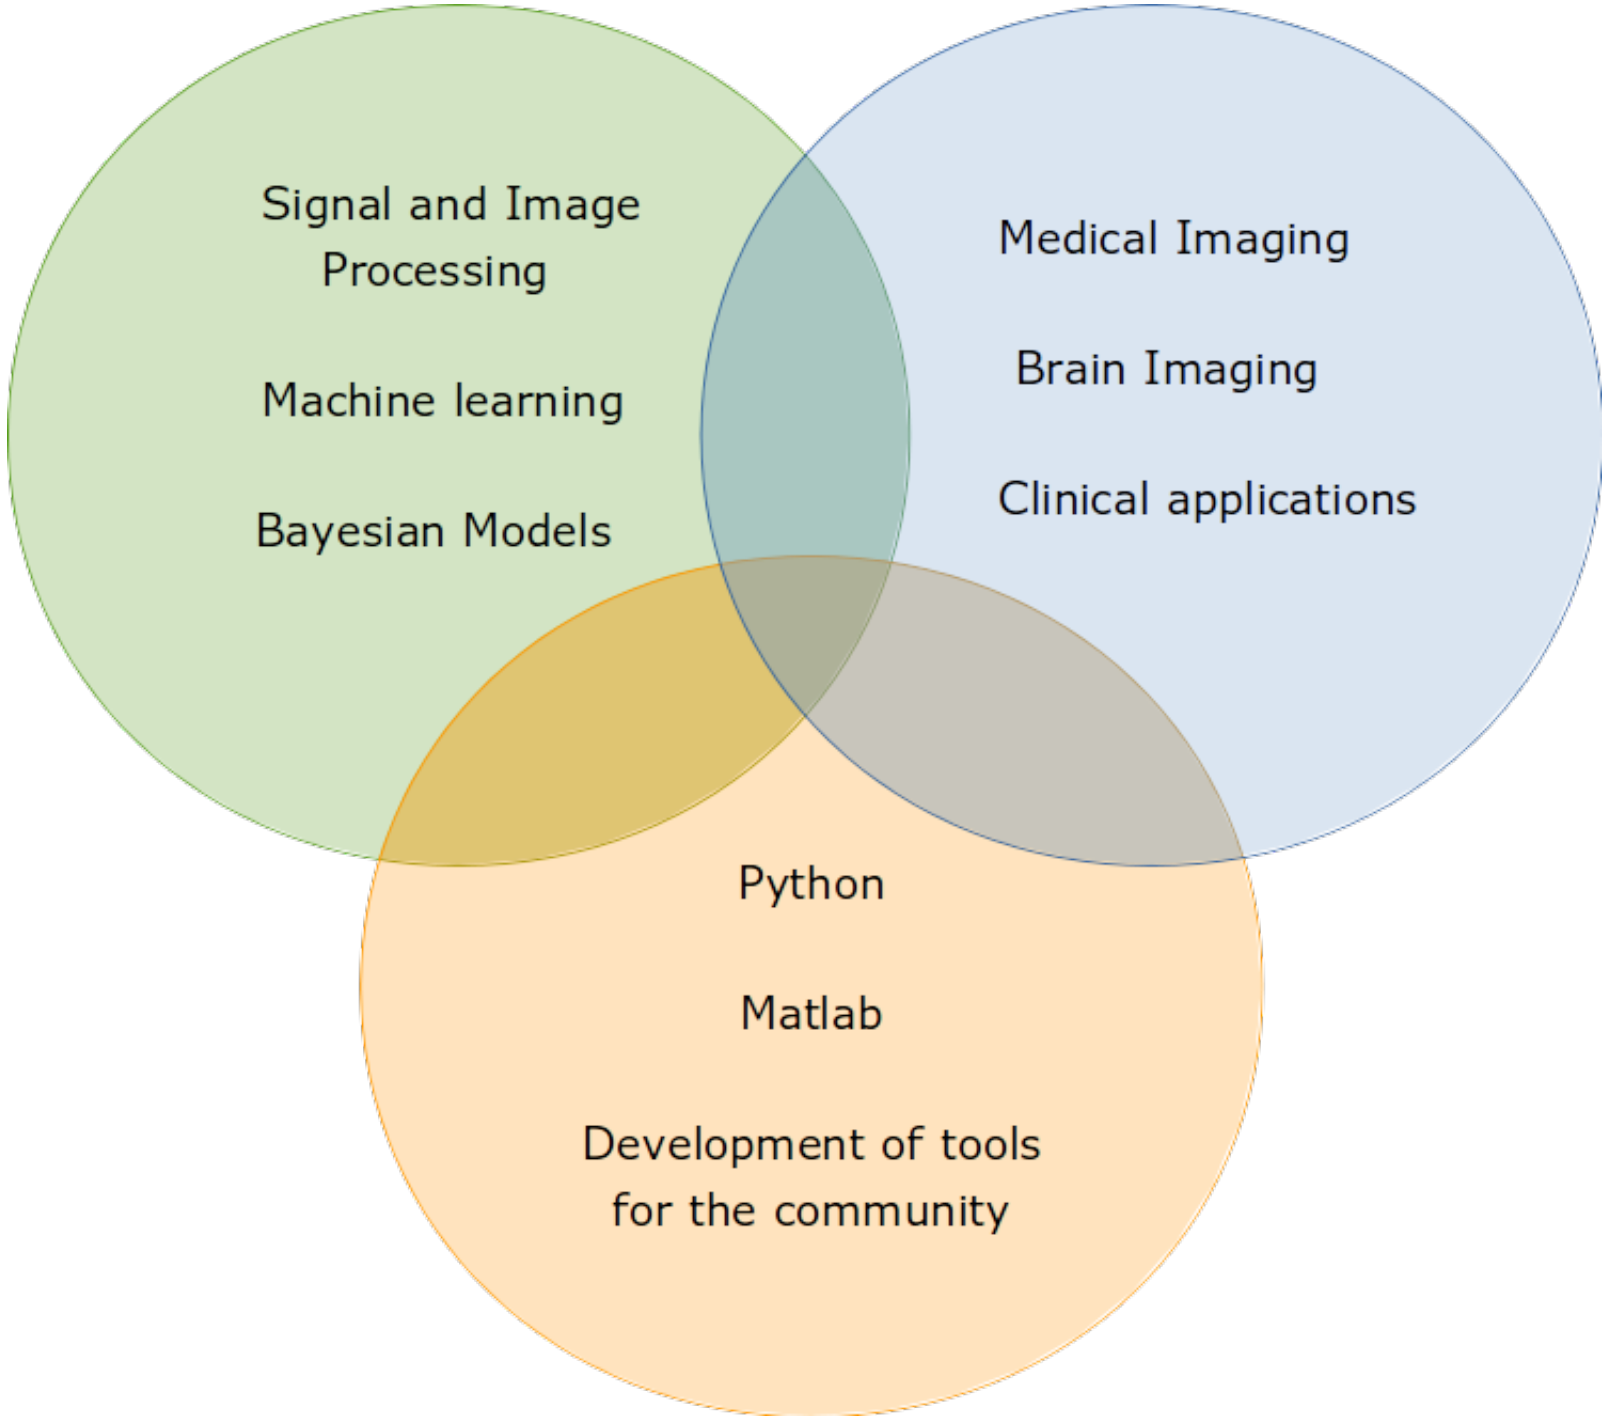 Signal and Image
Processing
Machine learning
Bayesian Models
Medical Imaging
Brain Imaging
Clinical applications
Python
Matlab
Development of tools
for the community